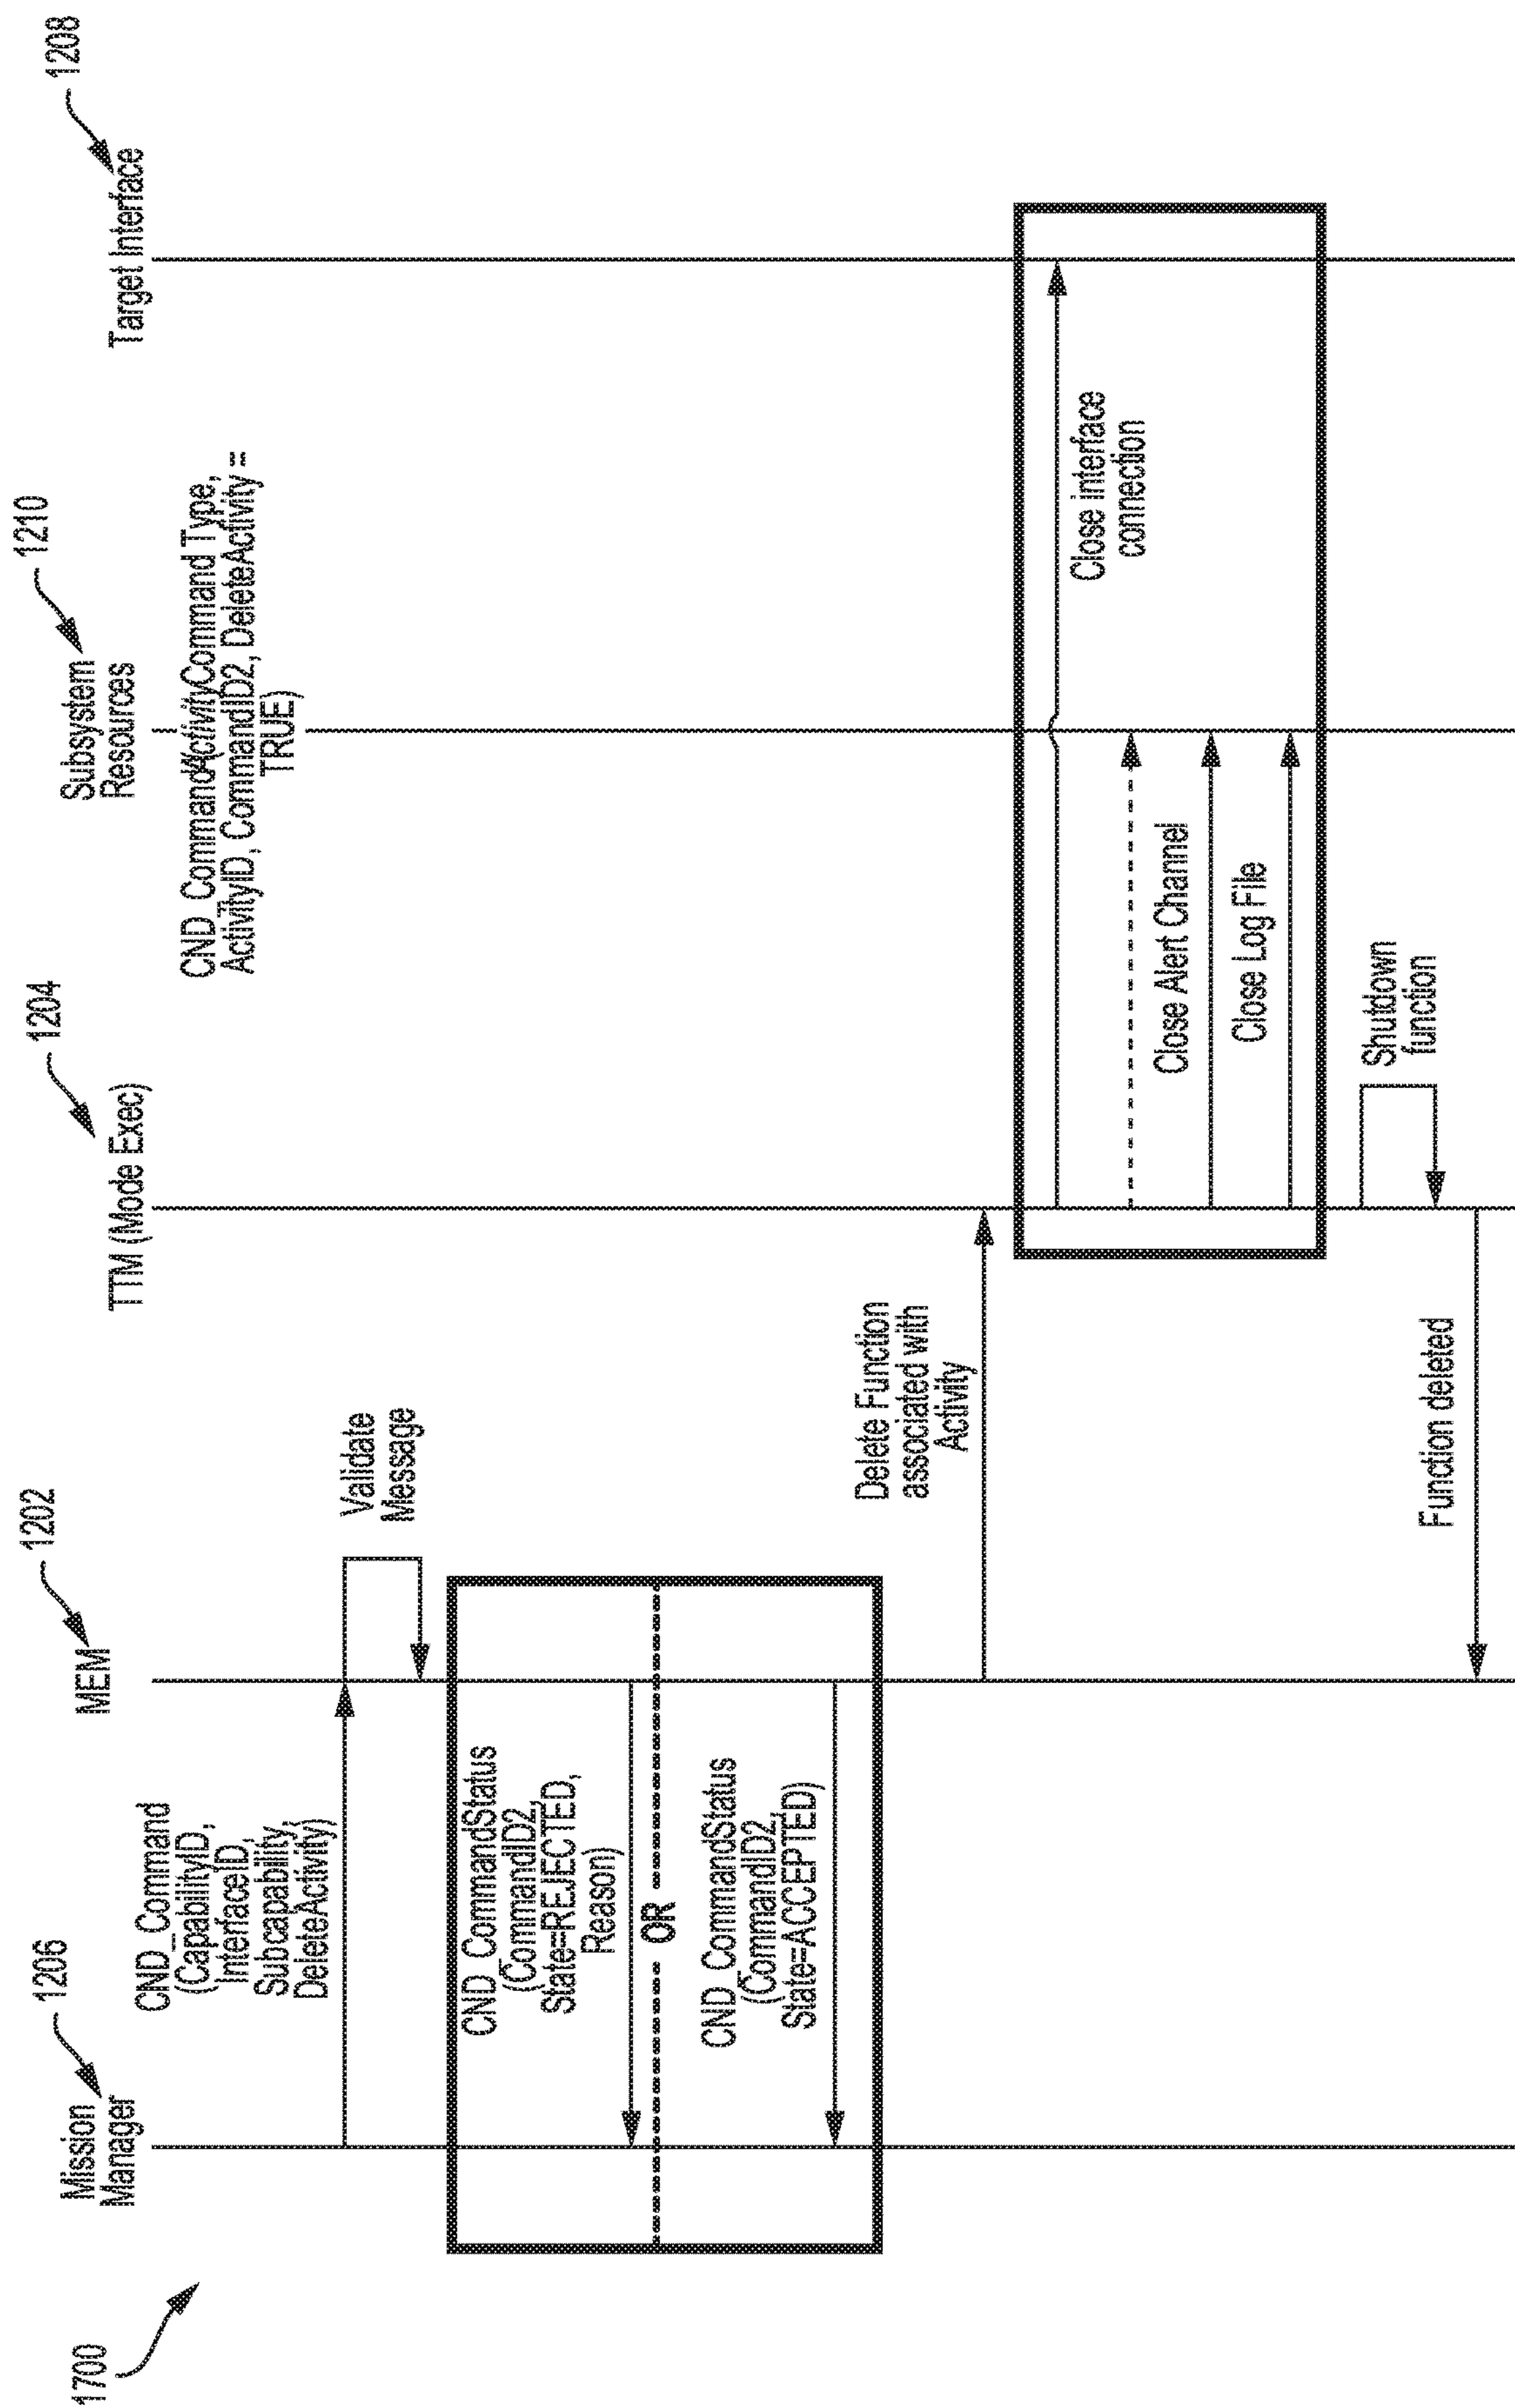 1700
1206
Mission
Manager
1202
MEM
1204
TTM (Mode Exec)
1210
Subsystem
Resources
1208
Target Interface
CND_Command
(CapabilityID,
InterfaceID,
Subcapability,
DeleteActivity)
CND_CommandActivityCommand Type,
ActivityID, CommandID2, DeleteActivity =
TRUE)
Validate
Message
CND_CommandStatus
(CommandID2,
State=REJECTED,
Reason)
OR
CND_CommandStatus
(CommandID2,
State=ACCEPTED)
Delete Function
associated with
Activity
Close interface
connection
Close Alert Channel
Close Log File
Shutdown
function
Function deleted